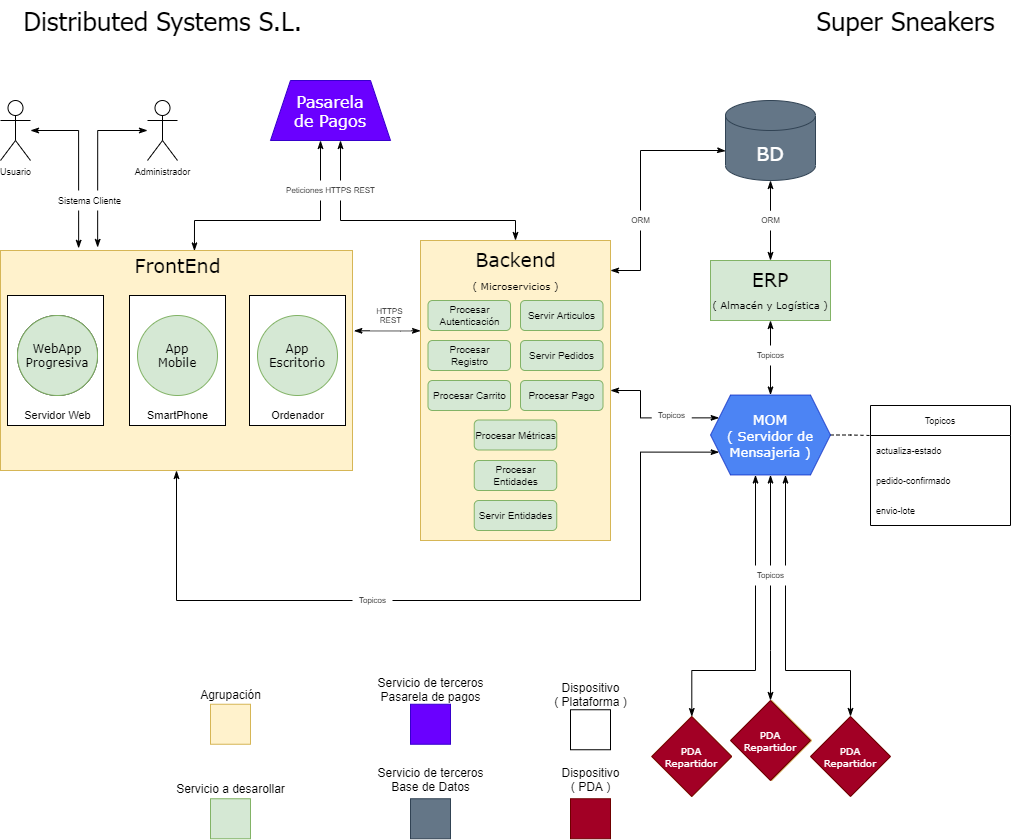 Distributed Systems S.L.
Super Sneakers
Pasarela
de Pagos
BD
Usuario
Administrador
Sistema Cliente
Peticiones HTTPS REST
ORM
ORM
FrontEnd
WebApp
Progresiva
Servidor Web
App
Mobile
SmartPhone
App
Escritorio
Ordenador
HTTPS
REST
Backend
( Microservicios )
Procesar
Autenticación
Servir Articulos
Procesar
Registro
Servir Pedidos
Procesar Carrito
Procesar Pago
Procesar Métricas
Procesar
Entidades
Servir Entidades
ERP
( Almacén y Logística )
Topicos
Topicos
MOM
( Servidor de
Mensajería )
Topicos
actualiza-estado
pedido-confirmado
envio-lote
Topicos
Topicos
PDA
Repartidor
PDA
Repartidor
PDA
Repartidor
Agrupación
Servicio de terceros
Pasarela de pagos
Dispositivo
( Plataforma )
Servicio a desarollar
Servicio de terceros
Base de Datos
Dispositivo
( PDA )